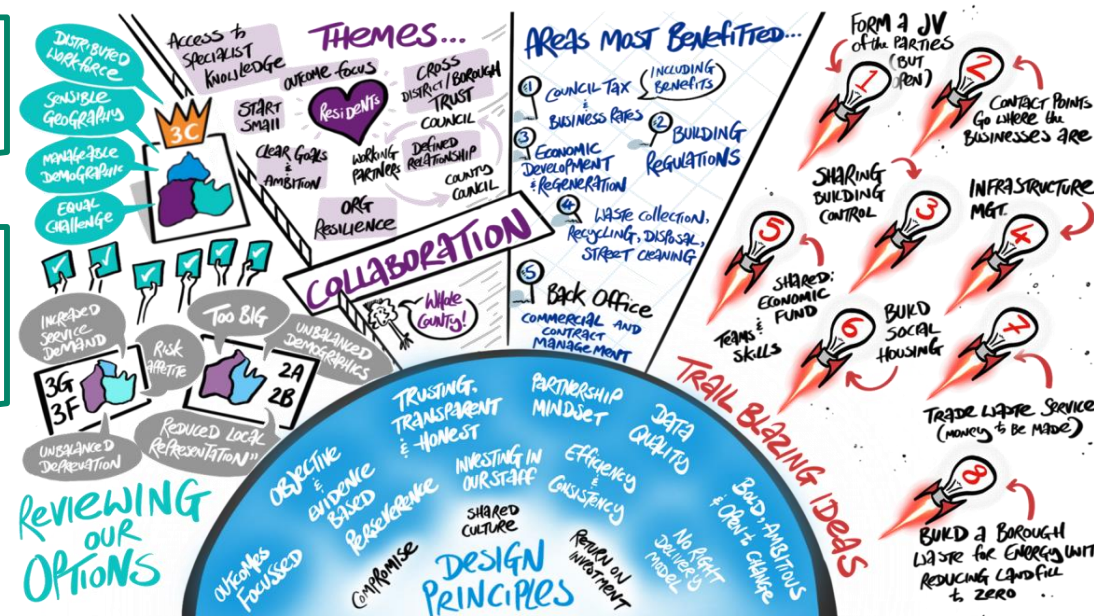 DISTRIBUTED
WORKFORCE
SENSIBLE
GEOGRAPHY
MANAGEABLE
DEMOGRAPHIC
EQUAL
CHALLENGE
3C
INCREASED
SERVICE
DEMAND
RISK
APPETITE
TOO BIG
UNBALANCED
DEMOGRAPHICS
3G
3F
2A
2B
UNBALANCED
DEPREVATION
REDUCED LOCAL
REPRESENTATION"
REVIEWING
OUR
OPTIONS
THEMES...
ACCESS to
SPECIALIST
KNOWLEDGE
OUTCOME FOCUS
START
SMALL
RESIDENTS
CROSS
DISTRICT/BOROUGH
TRUST
COUNCIL
CLEAR GOALS
&
AMBITION
WORKING
PARTNERS
DEFINED
RELATIONSHIP
COUNTY
COUNCIL
ORG
RESILIENCE
COLLABORATION
WHOLE
COUNTY!
AREAS MOST BENEFITTED...
1
COUNCIL TAX
&
BUSINESS RATES
INCLUDING
BENEFITS
2
BUILDING
REGULATIONS
3
ECONOMIC
DEVELOPMENT
& REGENERATION
4
WASTE COLLECTION,
RECYCLING, DISPOSAL,
STREET CLEANING
5
BACK OFFICE
COMMERCIAL AND
CONTRACT
MANAGEMENT
TRAIL BLAZING IDEAS
FORM a JV
of the PARTIES
(BUT
OPEN)
1
2
CONTACT POINTS
GO WHERE the
BUSINESSES ARE
SHARING
BUILDING
CONTROL
3
INFRASTRUCTURE
MGT.
4
5
SHARED:
ECONOMIC
FUND
TEAMS &
SKILLS
6
BUILD
SOCIAL
HOUSING
7
TRADE WASTE SERVICE
(MONEY to BE MADE)
8
BUILD a BOROUGH
WASTE for ENERGY UNIT
REDUCING LANDFILL
to ZERO
OUTCOMES
FOCUSSED
OBJECTIVE
&
EVIDENCE
BASED
PERSEVERENCE
TRUSTING,
TRANSPARENT
& HONEST
PARTNERSHIP
MINDSET
DATA
QUALITY
INVESTING IN
OUR STAFF
EFFICIENCY
&
CONSISTENCY
BOLD, AMBITIOUS
& OPEN to CHANGE
NO RIGHT
DELIVERY
MODEL
COMPROMISE
SHARED
CULTURE
RETURN ON
INVESTMENT
DESIGN
PRINCIPLES